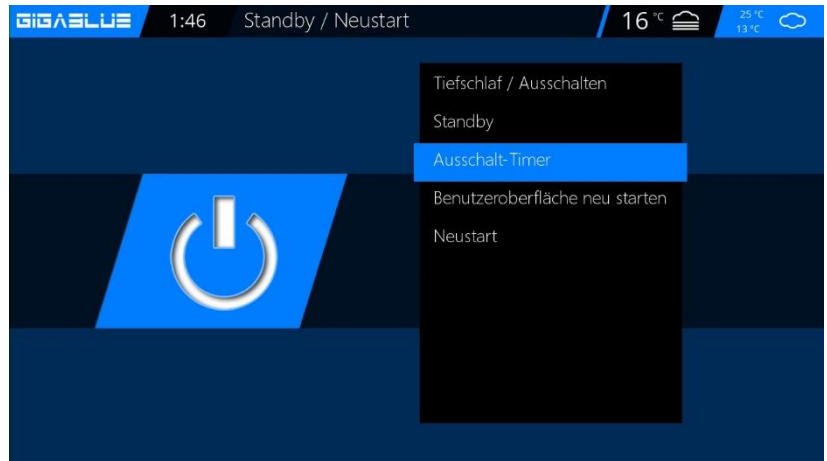 GIGABLUE 1:46 Standby / Neustart 16 °C 25 °C
13 °C
Tiefschlaf / Ausschalten
Standby
Ausschalt-Timer
Benutzeroberfläche neu starten
Neustart